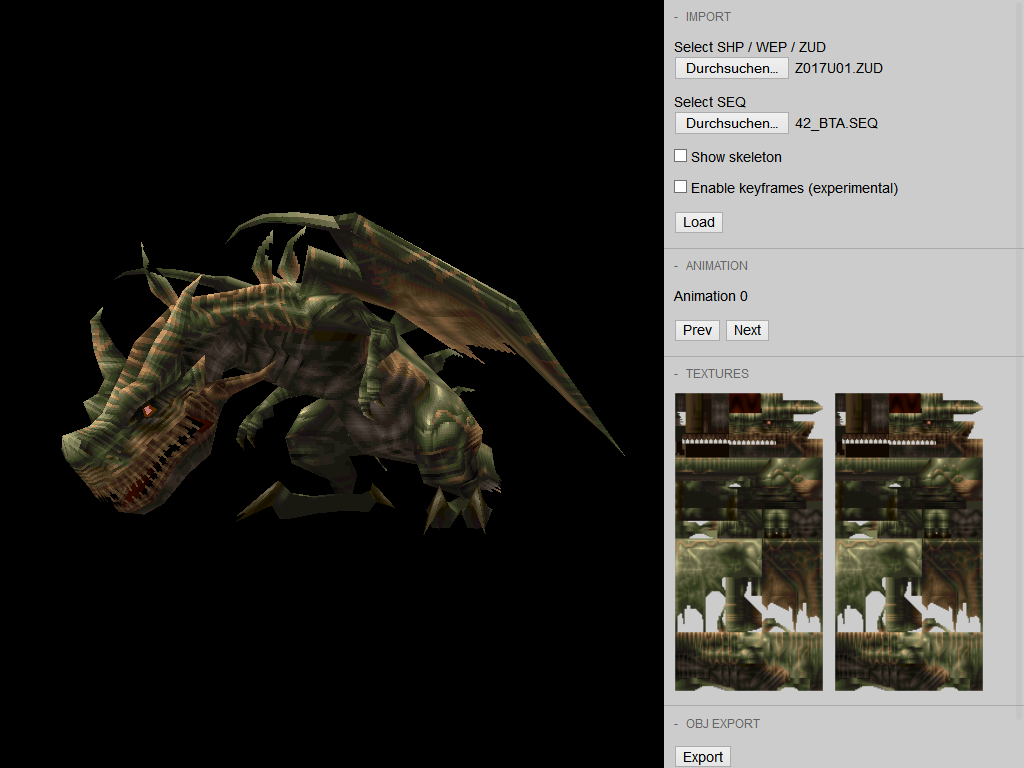 - IMPORT
Select SHP / WEP / ZUD
Durchsuchen… Z017U01.ZUD
Select SEQ
Durchsuchen… 42_BTA.SEQ
Show skeleton
Enable keyframes (experimental)
Load
- ANIMATION
Animation 0
Prev Next
- TEXTURES
- OBJ EXPORT
Export